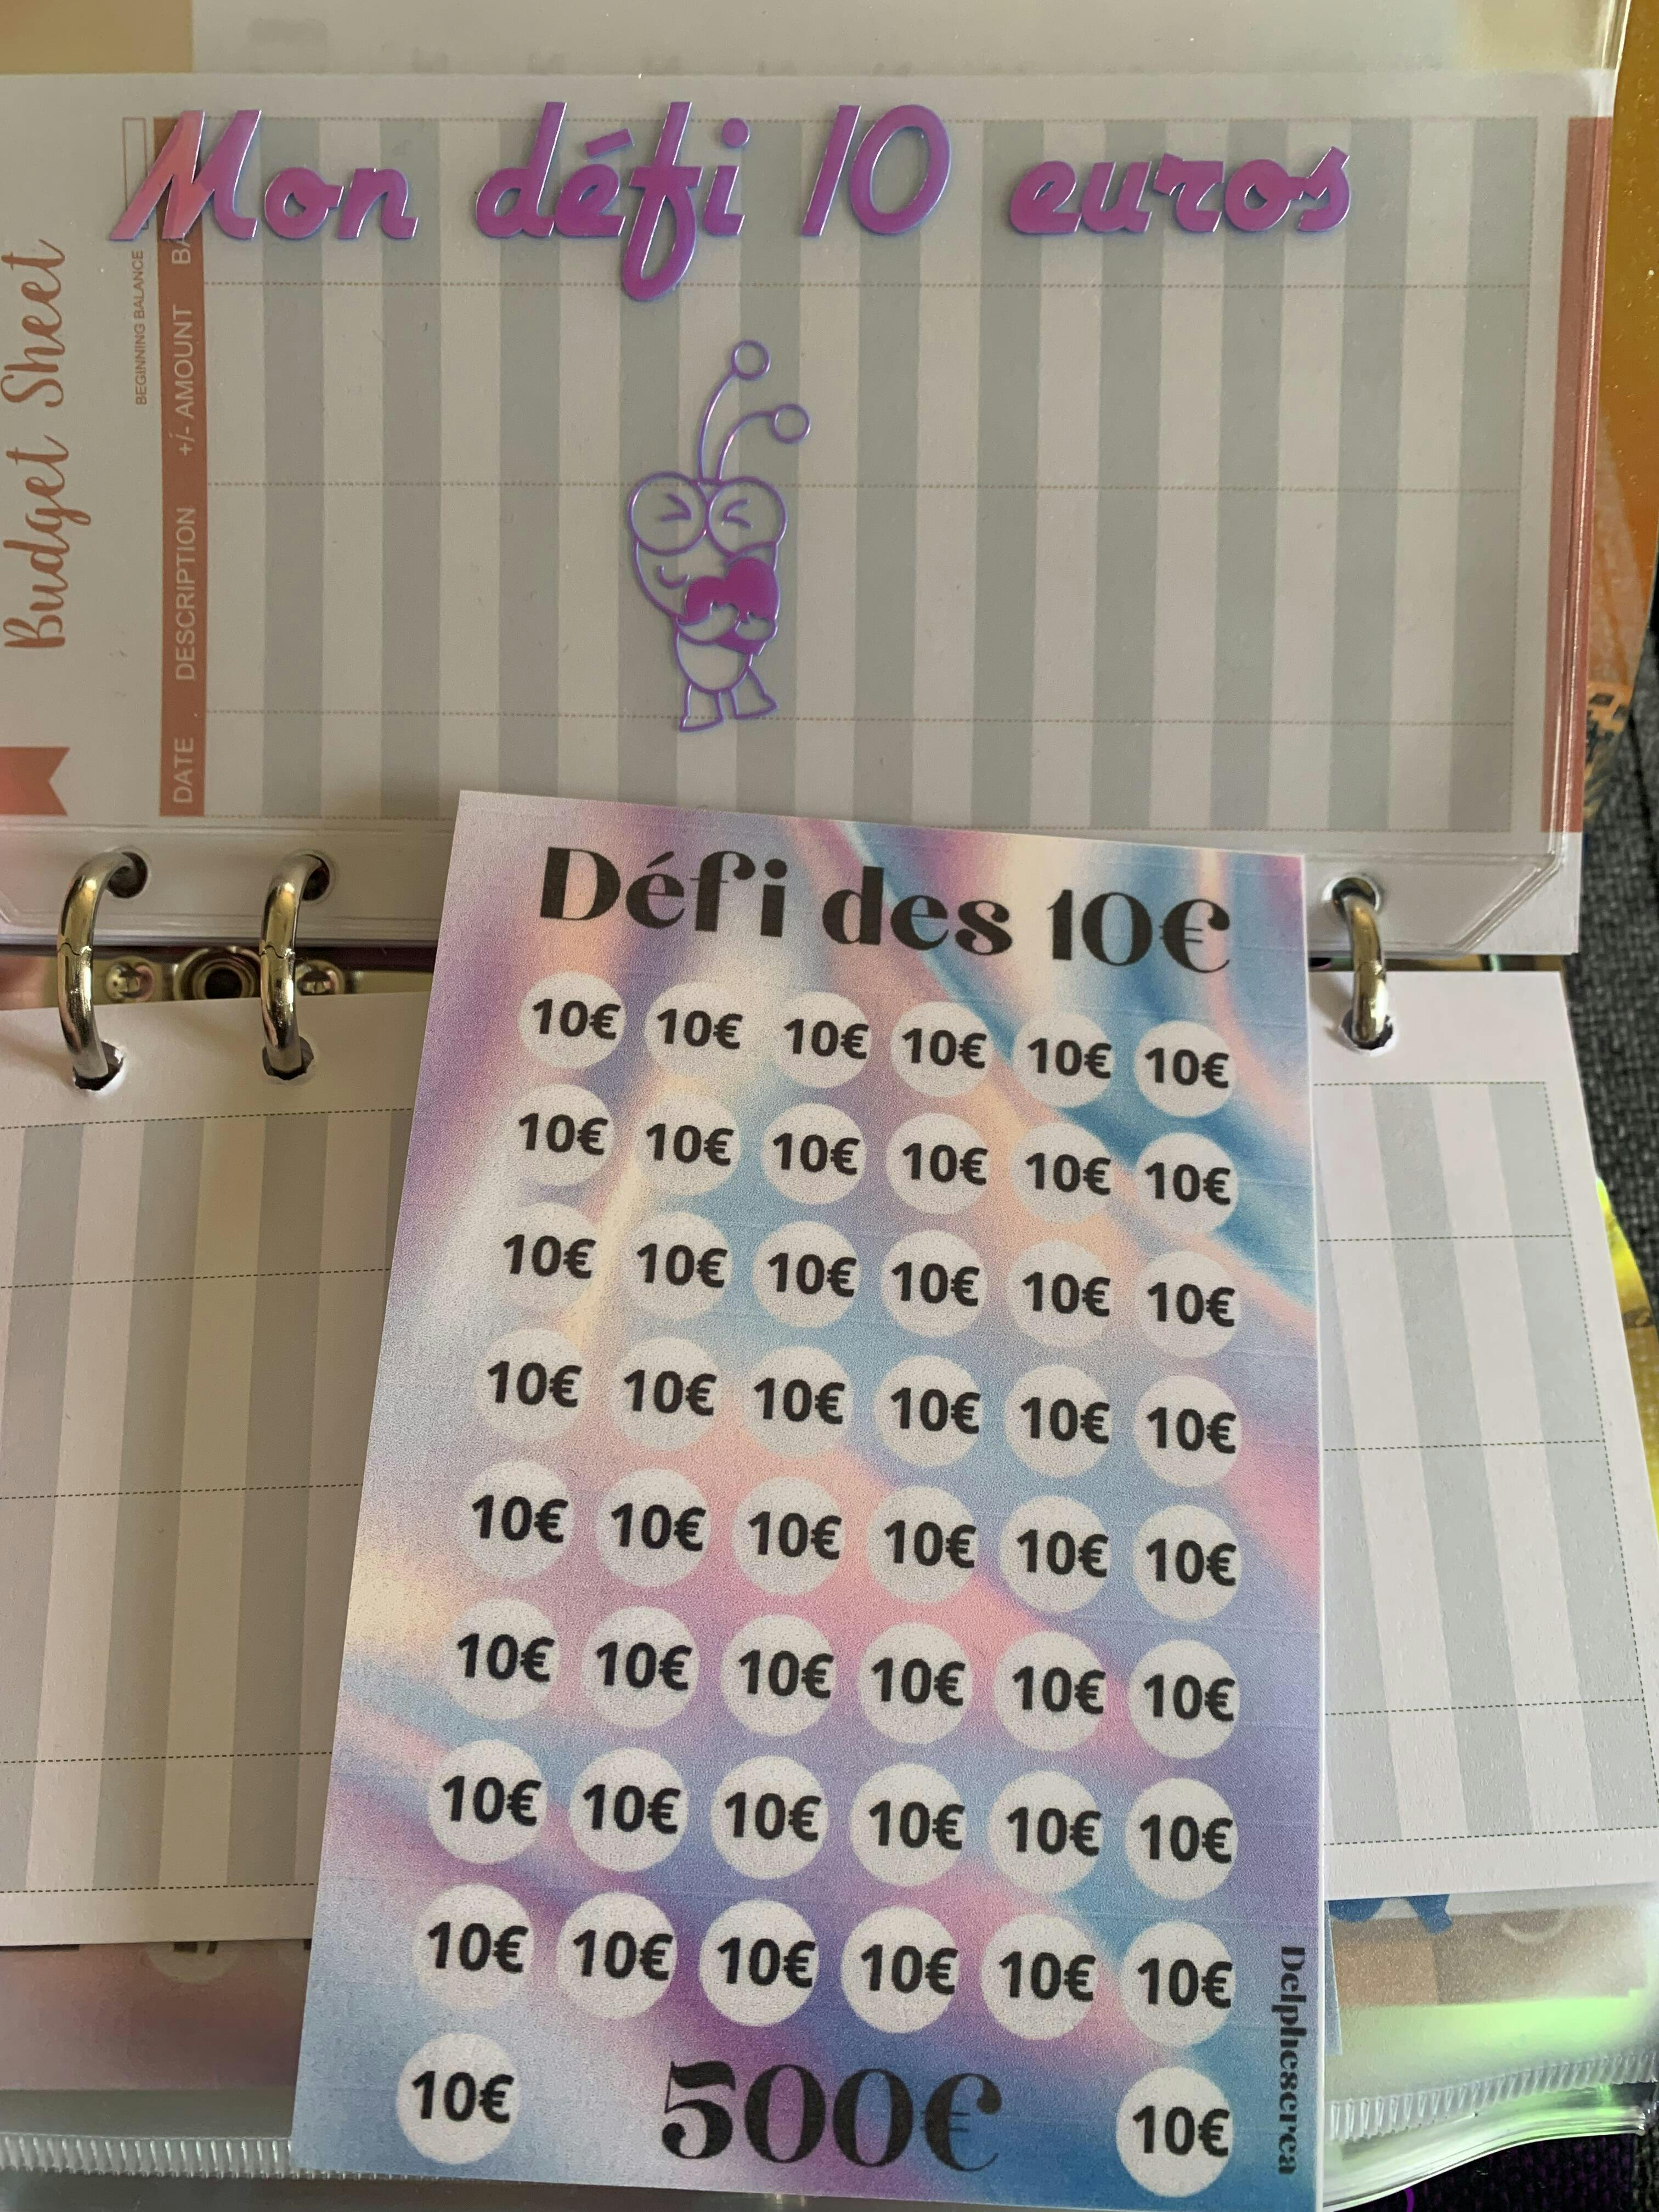 Mon défi 10 euros
Budget Sheet
BEGINNING BALANCE
DATE DESCRIPTION +/- AMOUNT
Défi des 10€
10€ 10€ 10€ 10€ 10€ 10€
10€ 10€ 10€ 10€ 10€ 10€
10€ 10€ 10€ 10€ 10€ 10€
10€ 10€ 10€ 10€ 10€ 10€
10€ 10€ 10€ 10€ 10€ 10€
10€ 10€ 10€ 10€ 10€ 10€
10€ 10€ 10€ 10€ 10€ 10€
10€ 10€ 10€ 10€ 10€ 10€
10€ 500€ 10€
Delphescrea